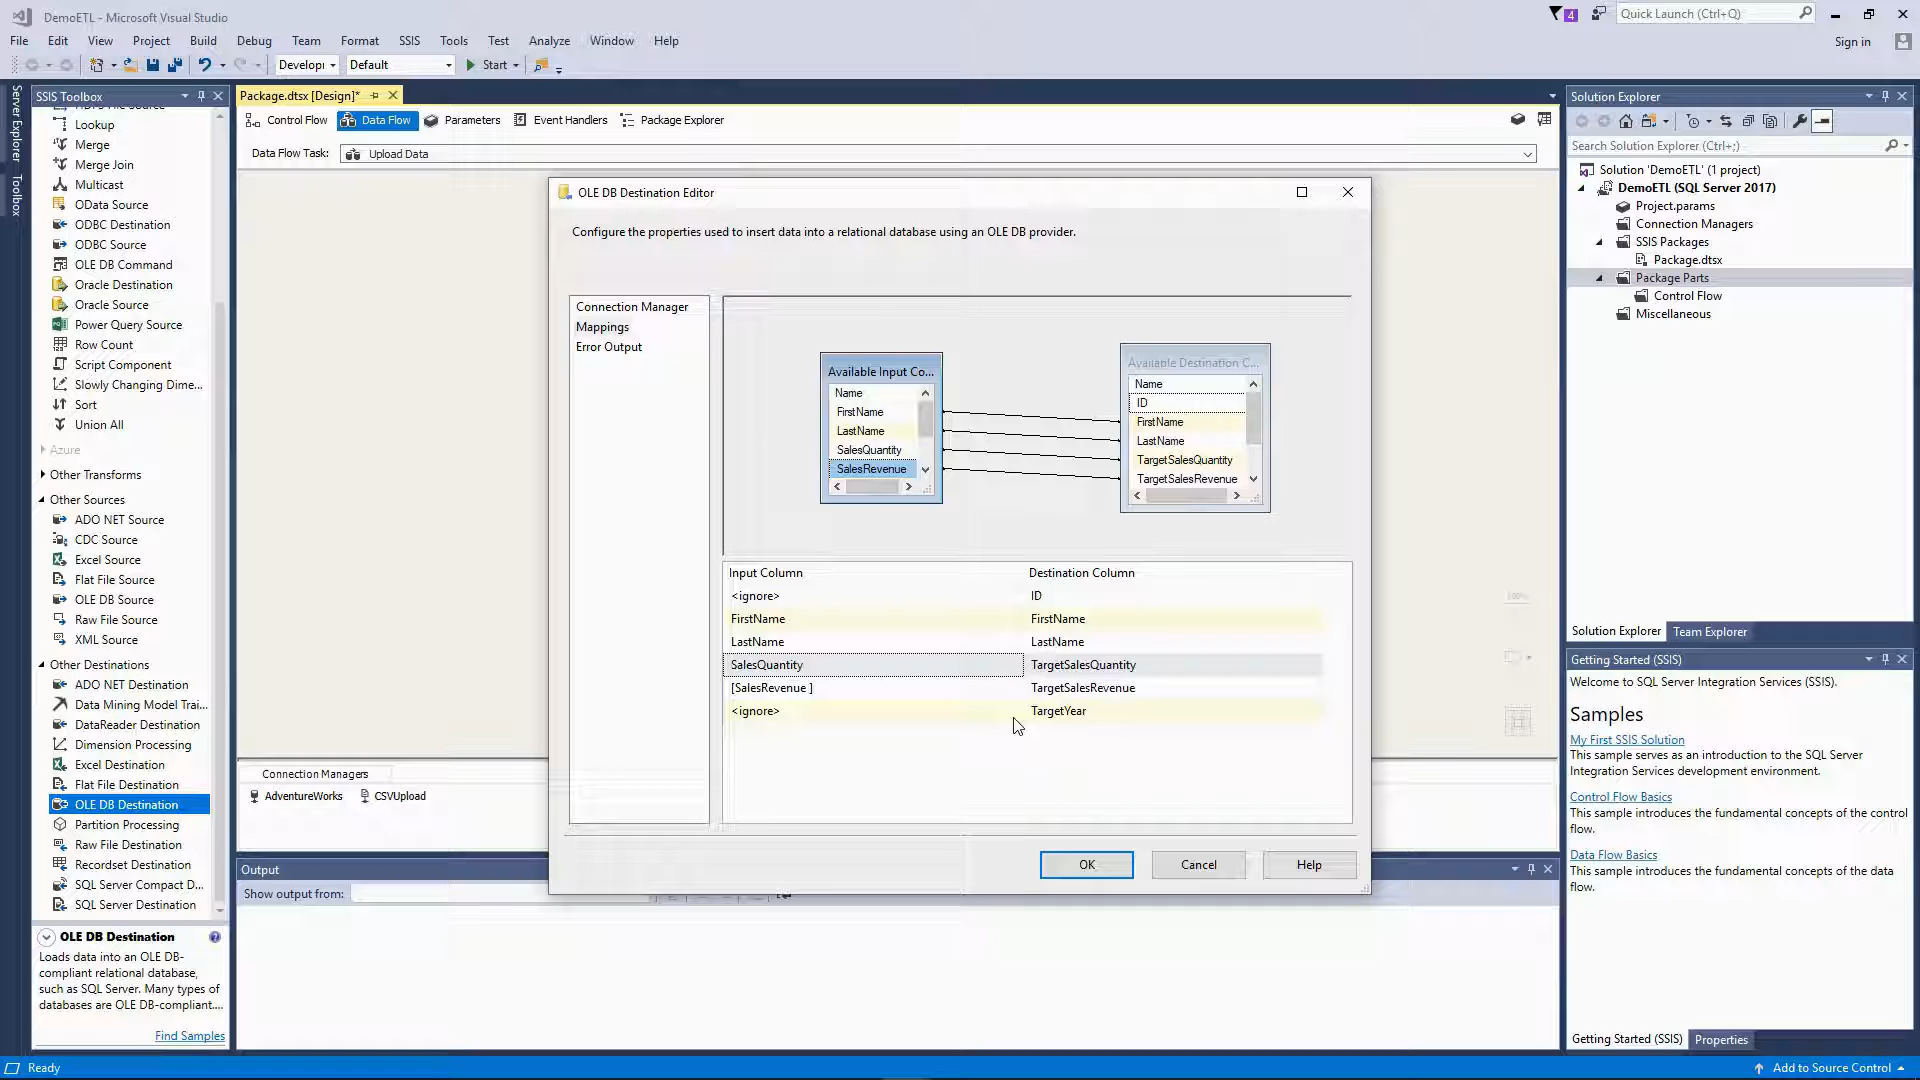 DemoETL - Microsoft Visual Studio
4
Quick Launch (Ctrl+Q)
File Edit View Project Build Debug Team Format SSIS Tools Test Analyze Window Help
Sign in
Default
Start
Server Explorer
Toolbox
SSIS Toolbox
Lookup
Merge
Merge Join
Multicast
OData Source
ODBC Destination
ODBC Source
OLE DB Command
Oracle Destination
Oracle Source
Power Query Source
Row Count
Script Component
Slowly Changing Dime...
Sort
Union All
Azure
Other Transforms
Other Sources
ADO NET Source
CDC Source
Excel Source
Flat File Source
OLE DB Source
Raw File Source
XML Source
Other Destinations
ADO NET Destination
Data Mining Model Trai...
DataReader Destination
Dimension Processing
Excel Destination
Flat File Destination
OLE DB Destination
Partition Processing
Raw File Destination
Recordset Destination
SQL Server Compact D...
SQL Server Destination
OLE DB Destination
Loads data into an OLE DB-
compliant relational database,
such as SQL Server. Many types of
databases are OLE DB-compliant....
Find Samples
Package.dtsx [Design]*
Control Flow Data Flow Parameters Event Handlers Package Explorer
Data Flow Task: Upload Data
OLE DB Destination Editor
Configure the properties used to insert data into a relational database using an OLE DB provider.
Connection Manager
Mappings
Error Output
Available Input Co...
Name
FirstName
LastName
SalesQuantity
SalesRevenue
Available Destination C...
Name
ID
FirstName
LastName
TargetSalesQuantity
TargetSalesRevenue
Input Column Destination Column
<ignore> ID
FirstName FirstName
LastName LastName
SalesQuantity TargetSalesQuantity
[SalesRevenue ] TargetSalesRevenue
<ignore> TargetYear
OK Cancel Help
100%
Connection Managers
AdventureWorks CSVUpload
Output
Show output from:
Solution Explorer
Search Solution Explorer (Ctrl+;)
Solution 'DemoETL' (1 project)
DemoETL (SQL Server 2017)
Project.params
Connection Managers
SSIS Packages
Package.dtsx
Package Parts
Control Flow
Miscellaneous
Solution Explorer Team Explorer
Getting Started (SSIS)
Welcome to SQL Server Integration Services (SSIS).
Samples
My First SSIS Solution
This sample serves as an introduction to the SQL Server
Integration Services development environment.
Control Flow Basics
This sample introduces the fundamental concepts of the control
flow.
Data Flow Basics
This sample introduces the fundamental concepts of the data
flow.
Getting Started (SSIS) Properties
Ready
Add to Source Control